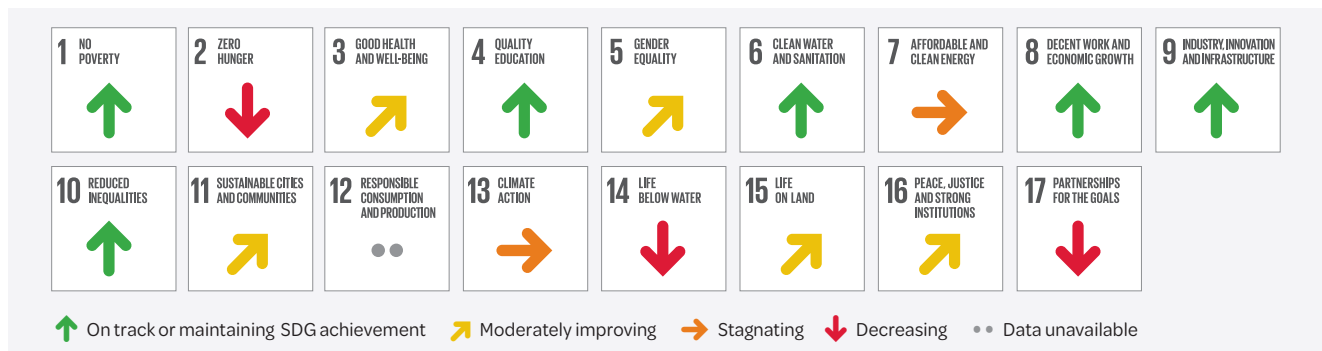 1 NO
POVERTY
2 ZERO
HUNGER
3 GOOD HEALTH
AND WELL-BEING
4 QUALITY
EDUCATION
5 GENDER
EQUALITY
6 CLEAN WATER
AND SANITATION
7 AFFORDABLE AND
CLEAN ENERGY
8 DECENT WORK AND
ECONOMIC GROWTH
9 INDUSTRY, INNOVATION
AND INFRASTRUCTURE
10 REDUCED
INEQUALITIES
11 SUSTAINABLE CITIES
AND COMMUNITIES
12 RESPONSIBLE
CONSUMPTION
AND PRODUCTION
13 CLIMATE
ACTION
14 LIFE
BELOW WATER
15 LIFE
ON LAND
16 PEACE, JUSTICE
AND STRONG
INSTITUTIONS
17 PARTNERSHIPS
FOR THE GOALS
On track or maintaining SDG achievement
Moderately improving
Stagnating
Decreasing
Data unavailable